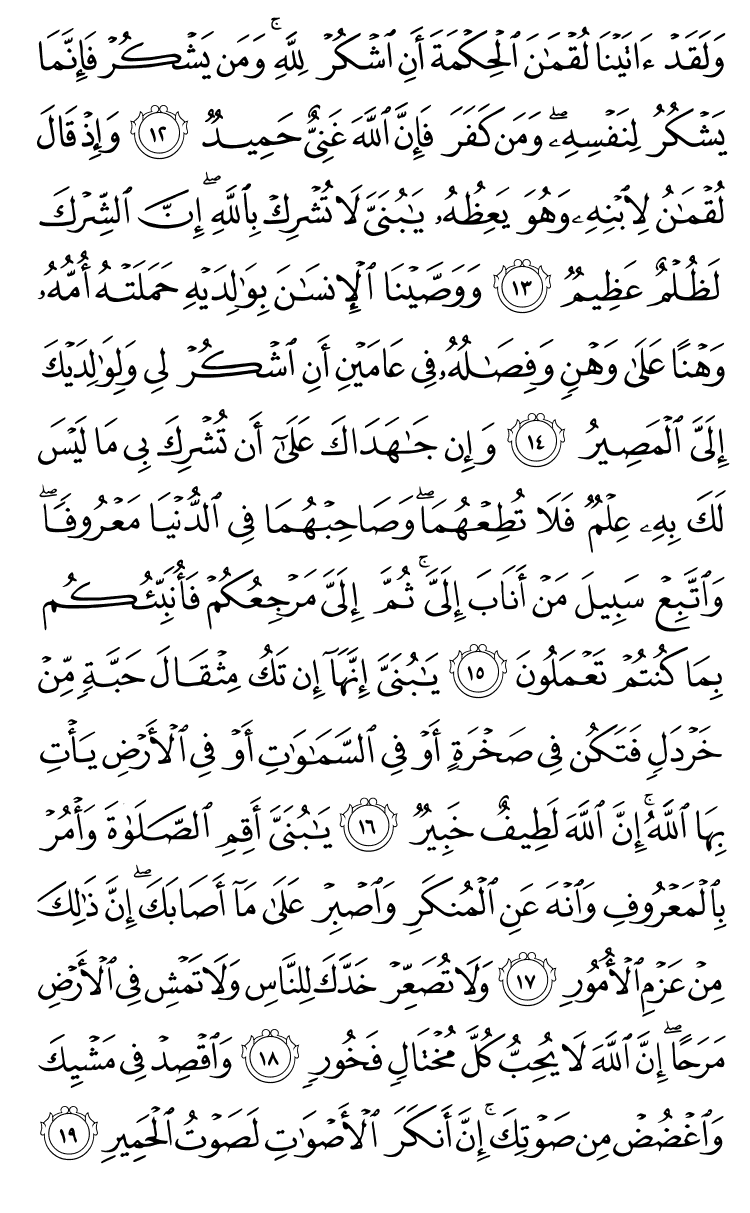 وَلَقَدۡ ءَاتَيۡنَا لُقۡمَٰنَ ٱلۡحِكۡمَةَ أَنِ ٱشۡكُرۡ لِلَّهِۚ وَمَن يَشۡكُرۡ فَإِنَّمَا
يَشۡكُرُ لِنَفۡسِهِۦۖ وَمَن كَفَرَ فَإِنَّ ٱللَّهَ غَنِيٌّ حَمِيدٞ ١٢ وَإِذۡ قَالَ
لُقۡمَٰنُ لِٱبۡنِهِۦ وَهُوَ يَعِظُهُۥ يَٰبُنَيَّ لَا تُشۡرِكۡ بِٱللَّهِۖ إِنَّ ٱلشِّرۡكَ
لَظُلۡمٌ عَظِيمٞ ١٣ وَوَصَّيۡنَا ٱلۡإِنسَٰنَ بِوَٰلِدَيۡهِ حَمَلَتۡهُ أُمُّهُۥ
وَهۡنًا عَلَىٰ وَهۡنٖ وَفِصَٰلُهُۥ فِي عَامَيۡنِ أَنِ ٱشۡكُرۡ لِي وَلِوَٰلِدَيۡكَ
إِلَيَّ ٱلۡمَصِيرُ ١٤ وَإِن جَٰهَدَاكَ عَلَىٰٓ أَن تُشۡرِكَ بِي مَا لَيۡسَ
لَكَ بِهِۦ عِلۡمٞ فَلَا تُطِعۡهُمَاۖ وَصَاحِبۡهُمَا فِي ٱلدُّنۡيَا مَعۡرُوفٗاۖ
وَٱتَّبِعۡ سَبِيلَ مَنۡ أَنَابَ إِلَيَّۚ ثُمَّ إِلَيَّ مَرۡجِعُكُمۡ فَأُنَبِّئُكُم
بِمَا كُنتُمۡ تَعۡمَلُونَ ١٥ يَٰبُنَيَّ إِنَّهَآ إِن تَكُ مِثۡقَالَ حَبَّةٖ مِّنۡ
خَرۡدَلٖ فَتَكُن فِي صَخۡرَةٍ أَوۡ فِي ٱلسَّمَٰوَٰتِ أَوۡ فِي ٱلۡأَرۡضِ يَأۡتِ
بِهَا ٱللَّهُۚ إِنَّ ٱللَّهَ لَطِيفٌ خَبِيرٞ ١٦ يَٰبُنَيَّ أَقِمِ ٱلصَّلَوٰةَ وَأۡمُرۡ
بِٱلۡمَعۡرُوفِ وَٱنۡهَ عَنِ ٱلۡمُنكَرِ وَٱصۡبِرۡ عَلَىٰ مَآ أَصَابَكَۖ إِنَّ ذَٰلِكَ
مِنۡ عَزۡمِ ٱلۡأُمُورِ ١٧ وَلَا تُصَعِّرۡ خَدَّكَ لِلنَّاسِ وَلَا تَمۡشِ فِي ٱلۡأَرۡضِ
مَرَحًاۖ إِنَّ ٱللَّهَ لَا يُحِبُّ كُلَّ مُخۡتَالٖ فَخُورٖ ١٨ وَٱقۡصِدۡ فِي مَشۡيِكَ
وَٱغۡضُضۡ مِن صَوۡتِكَۚ إِنَّ أَنكَرَ ٱلۡأَصۡوَٰتِ لَصَوۡتُ ٱلۡحَمِيرِ ١٩